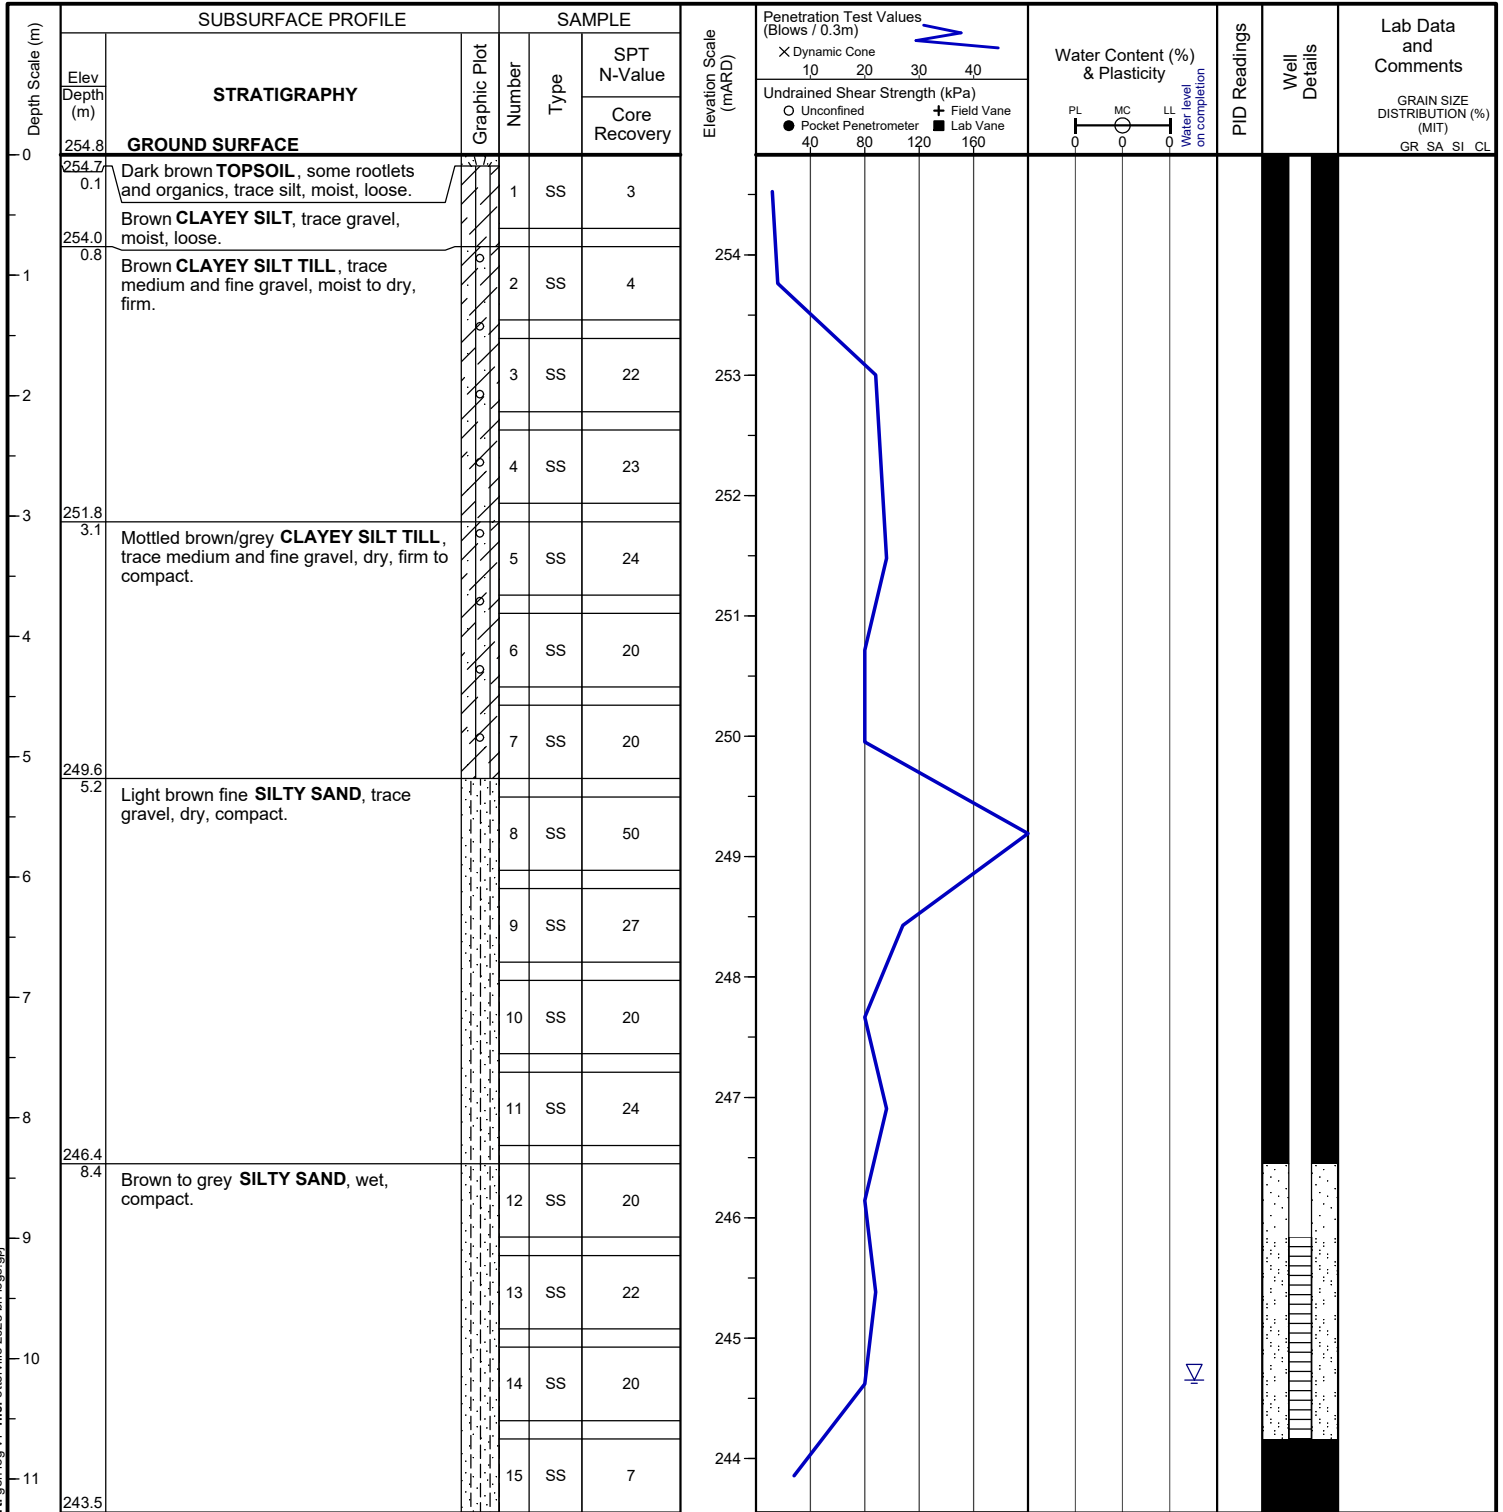 SUBSURFACE PROFILE
SAMPLE
Depth Scale (m)
Elev
Depth
(m)
STRATIGRAPHY
Graphic Plot
Number
Type
SPT
N-Value
Core
Recovery
Elevation Scale
(mARD)
Penetration Test Values
(Blows / 0.3m)
Dynamic Cone
10 20 30 40
Undrained Shear Strength (kPa)
Unconfined
Field Vane
Pocket Penetrometer
Lab Vane
40 80 120 160
Water Content (%)
& Plasticity
PL MC LL
0 0 0
Water level
on completion
PID Readings
Well
Details
Lab Data
and
Comments
GRAIN SIZE
DISTRIBUTION (%)
(MIT)
GR SA SI CL
254.8 GROUND SURFACE
0
254.7
0.1
Dark brown TOPSOIL, some rootlets
and organics, trace silt, moist, loose.
1 SS 3
Brown CLAYEY SILT, trace gravel,
moist, loose.
254.0
0.8
254
Brown CLAYEY SILT TILL, trace
medium and fine gravel, moist to dry,
firm.
1
2 SS 4
3 SS 22
253
2
4 SS 23
252
251.8
3
3.1
Mottled brown/grey CLAYEY SILT TILL,
trace medium and fine gravel, dry, firm to
compact.
5 SS 24
251
4
6 SS 20
250
7 SS 20
5
249.6
5.2
Light brown fine SILTY SAND, trace
gravel, dry, compact.
8 SS 50
249
6
9 SS 27
248
7
10 SS 20
247
11 SS 24
8
246.4
8.4
Brown to grey SILTY SAND, wet,
compact.
12 SS 20
246
9
13 SS 22
245
10
14 SS 20
244
11
15 SS 7
243.5